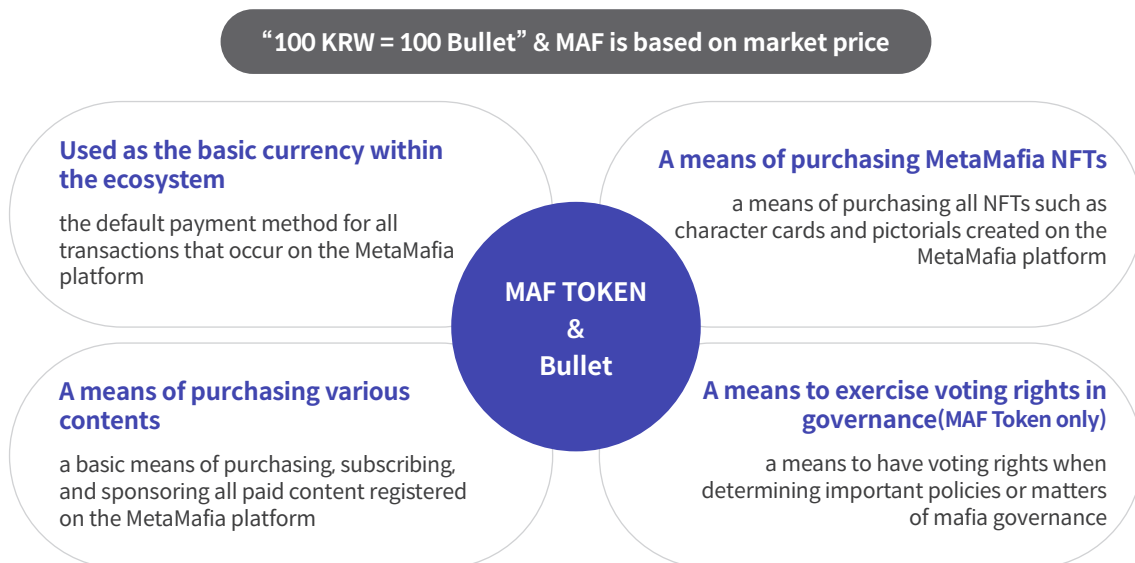 “100 KRW = 100 Bullet” & MAF is based on market price
Used as the basic currency within
the ecosystem
the default payment method for all
transactions that occur on the MetaMafia
platform
A means of purchasing MetaMafia NFTs
a means of purchasing all NFTs such as
character cards and pictorials created on the
MetaMafia platform
MAF TOKEN
&
Bullet
A means of purchasing various
contents
a basic means of purchasing, subscribing,
and sponsoring all paid content registered
on the MetaMafia platform
A means to exercise voting rights in
governance(MAF Token only)
a means to have voting rights when
determining important policies or matters
of mafia governance